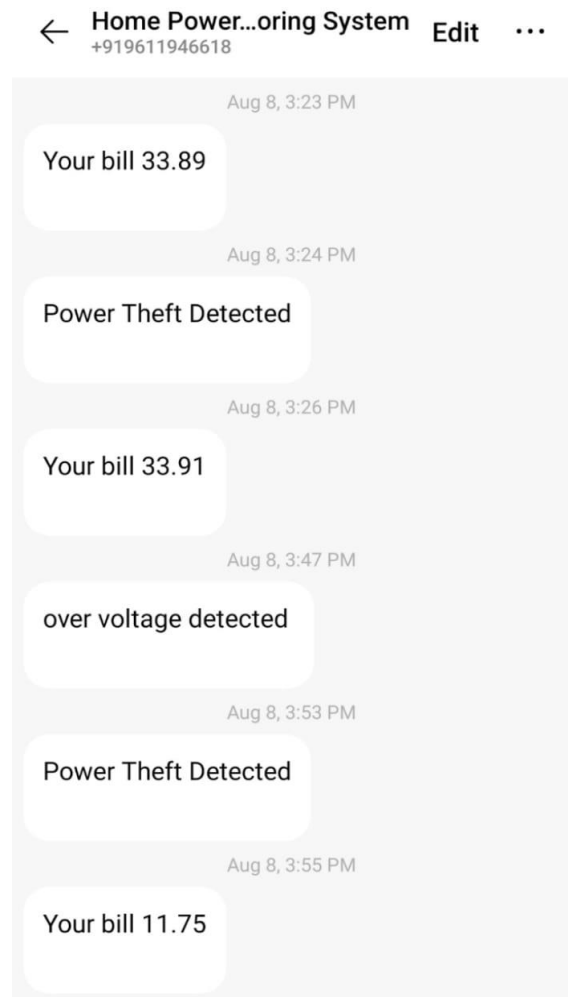 Home Power...oring System
+919611946618
Edit
Aug 8, 3:23 PM
Your bill 33.89
Aug 8, 3:24 PM
Power Theft Detected
Aug 8, 3:26 PM
Your bill 33.91
Aug 8, 3:47 PM
over voltage detected
Aug 8, 3:53 PM
Power Theft Detected
Aug 8, 3:55 PM
Your bill 11.75